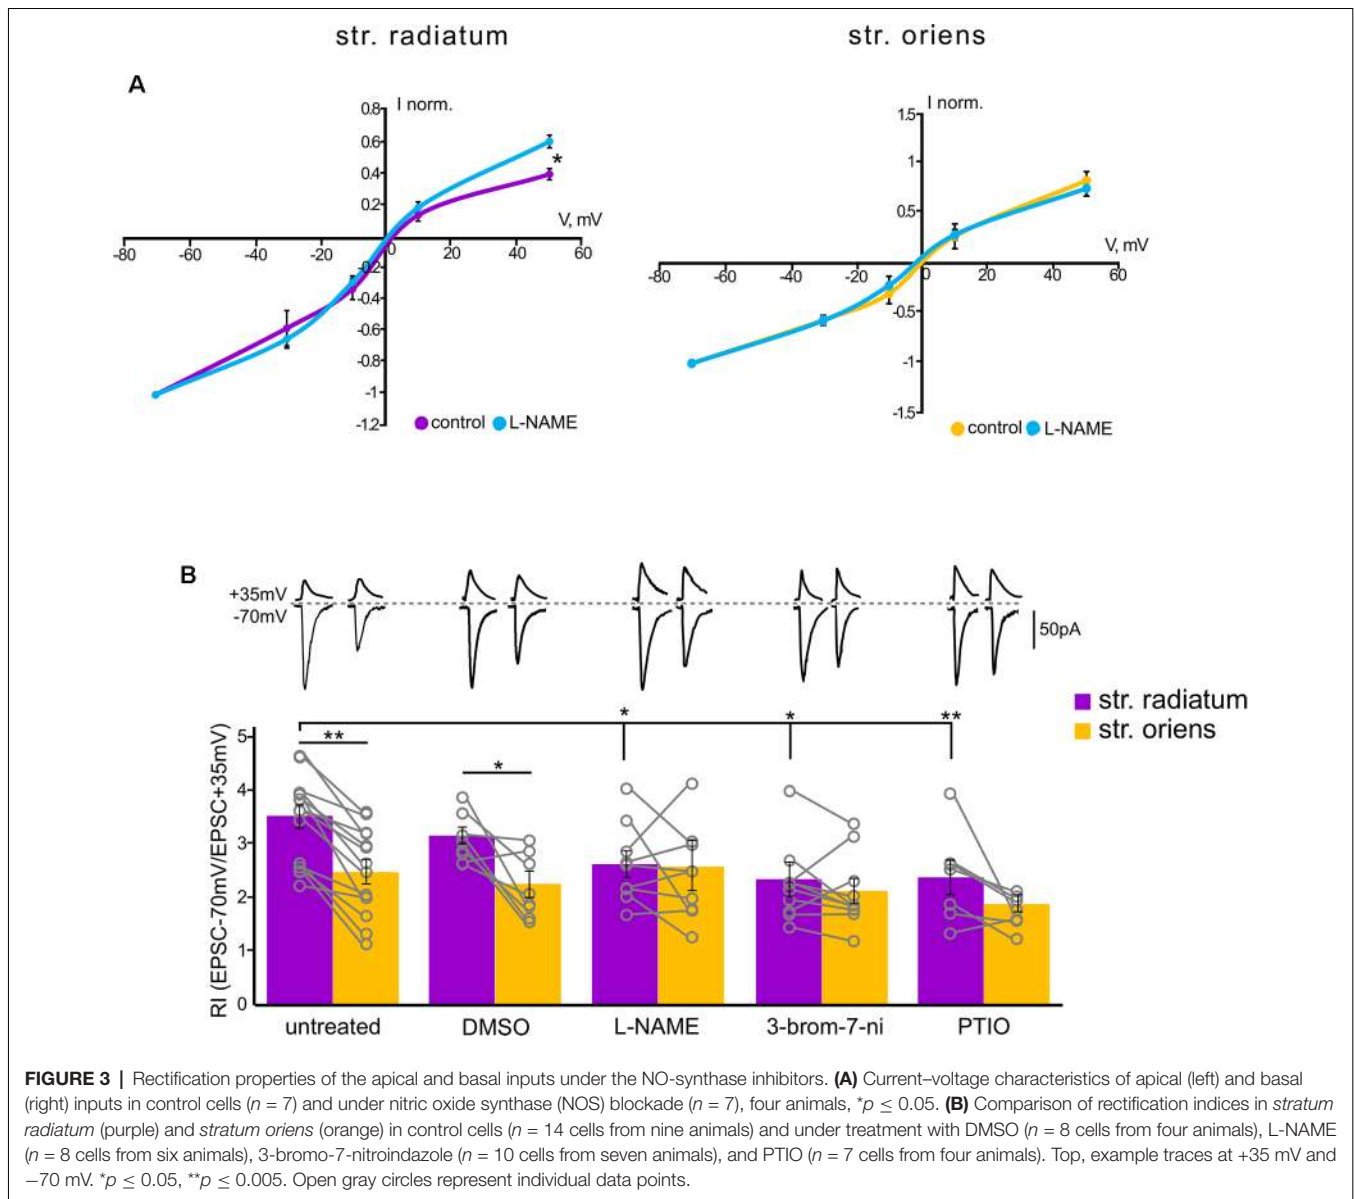 str. radiatum
str. oriens
A
I norm.
0.8
0.6
0.4
0.2
V, mV
-80
-60
-40
-20
0
20
40
60
-0.2
-0.4
-0.6
-0.8
-1
-1.2
control
L-NAME
I norm.
1.5
1
0.5
V, mV
-80
-60
-40
-20
0
20
40
60
-0.5
-1
-1.5
control
L-NAME
*
B
+35mV
-70mV
50pA
str. radiatum
str. oriens
RI (EPSC-70mV/EPSC+35mV)
5
4
3
2
1
0
**
*
*
*
**
untreated
DMSO
L-NAME
3-brom-7-ni
PTIO
FIGURE 3 | Rectification properties of the apical and basal inputs under the NO-synthase inhibitors. (A) Current–voltage characteristics of apical (left) and basal
(right) inputs in control cells (n = 7) and under nitric oxide synthase (NOS) blockade (n = 7), four animals, *p ≤ 0.05. (B) Comparison of rectification indices in stratum
radiatum (purple) and stratum oriens (orange) in control cells (n = 14 cells from nine animals) and under treatment with DMSO (n = 8 cells from four animals), L-NAME
(n = 8 cells from six animals), 3-bromo-7-nitroindazole (n = 10 cells from seven animals), and PTIO (n = 7 cells from four animals). Top, example traces at +35 mV and
−70 mV. *p ≤ 0.05, **p ≤ 0.005. Open gray circles represent individual data points.